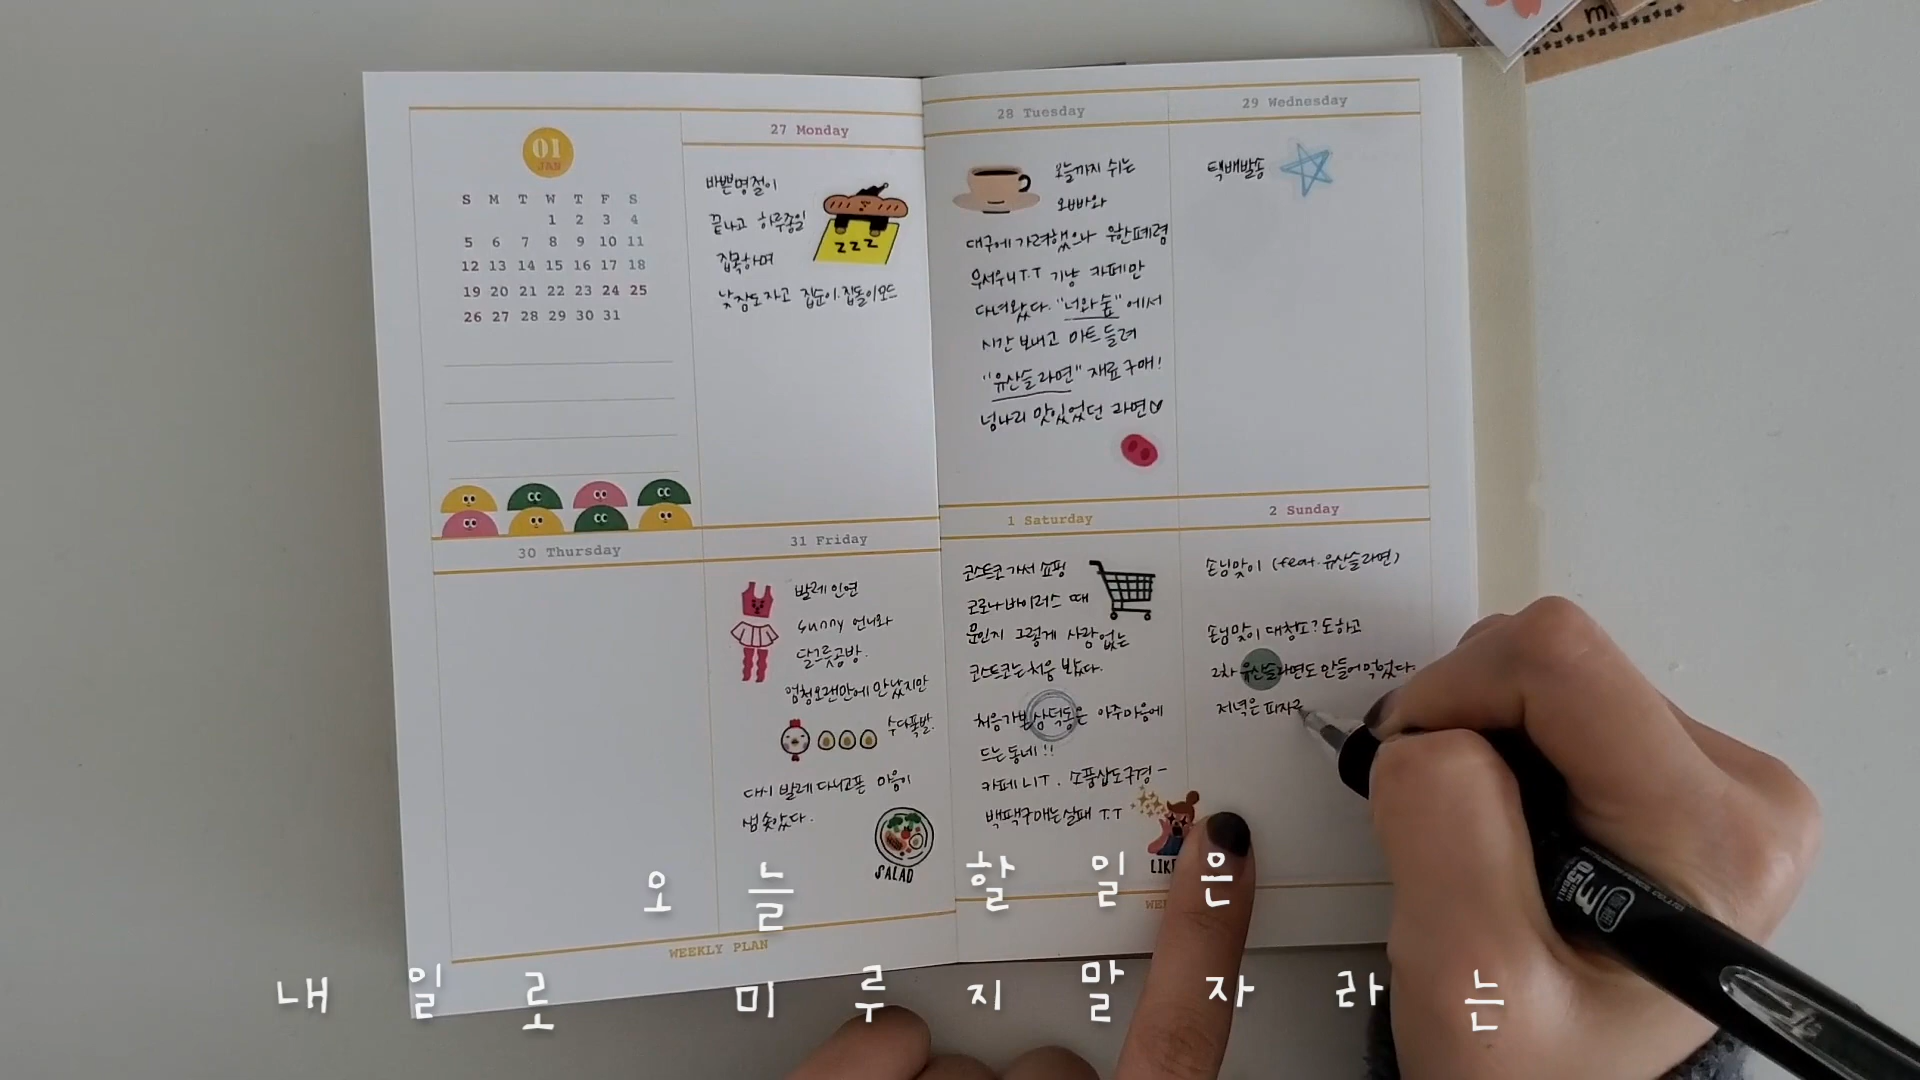 01
JAN
S M T W T F S
1 2 3 4
5 6 7 8 9 10 11
12 13 14 15 16 17 18
19 20 21 22 23 24 25
26 27 28 29 30 31
27 Monday
바쁜명절이
끝나고 하루종일
집콕하며
낮잠도자고 집순이.집돌이모드
ZZZ
28 Tuesday
오늘까지 쉬는
오빠와
대구에 가려했으나 우한폐렴
무서우니T.T 기냥 카페만
다녀왔다. "너와숲"에서
시간 보내고 마트 들려
"유산슬라면" 재료구매!
넝나리 맛있었던 라면♡
29 Wednesday
택배발송
30 Thursday
31 Friday
발레인연
sunny 언니와
달그릇공방.
엄청오랜만에 만났지만
수다폭발.
다시 발레 다니고픈 마음이
샘솟았다.
SALAD
1 Saturday
코스트코 가서 쇼핑
코로나바이러스 때
문인지 그렇게 사람없는
코스트코는 처음 봤다.
처음가본 삼덕동은 아주마음에
드는동네!!
카페 LIT. 소품샵도구경-
백팩구매는실패 T.T
2 Sunday
손님맞이 (feat.유산슬라면)
손님맞이 대청소?도하고
2차 유산슬라면도 만들어먹었다.
저녁은 피자로
WEEKLY PLAN
오늘 할일은
내일로 미루지말자라는